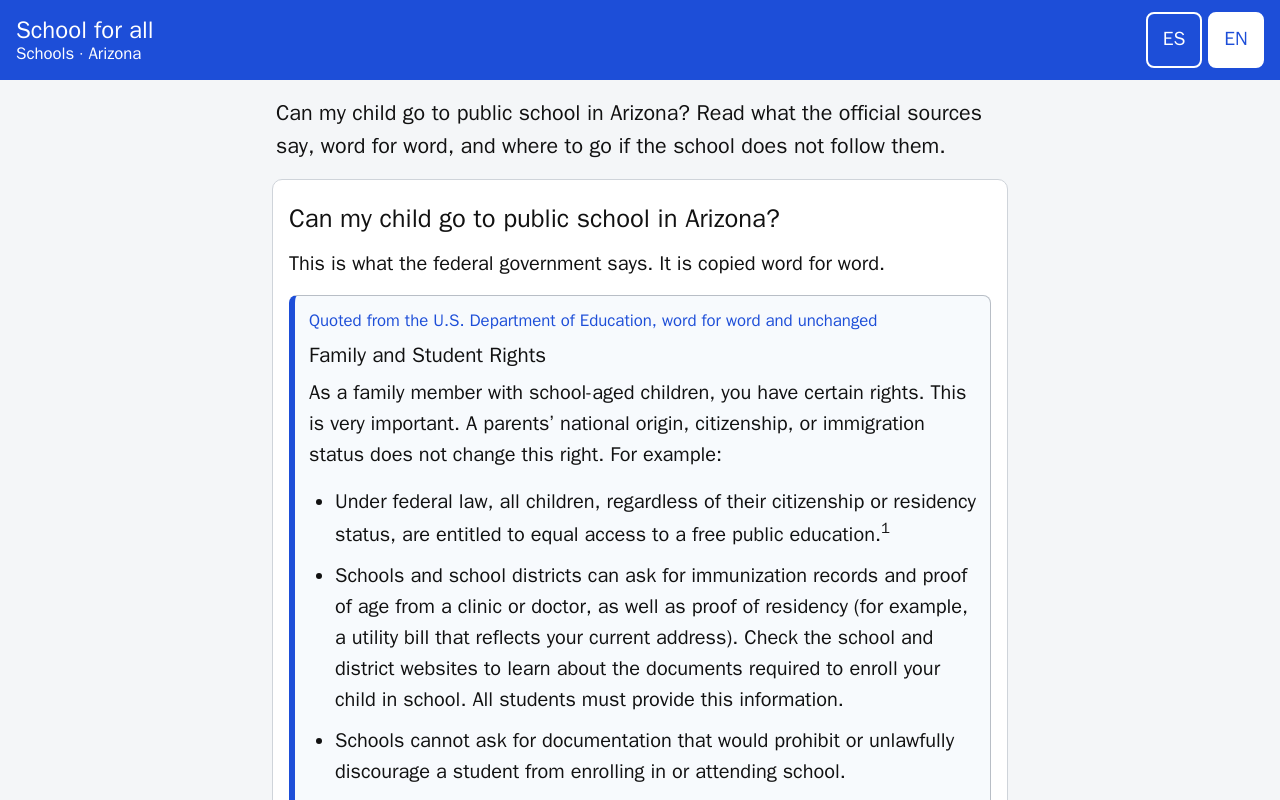 School for all
Schools · Arizona
ES
EN
Can my child go to public school in Arizona? Read what the official sources
say, word for word, and where to go if the school does not follow them.
Can my child go to public school in Arizona?
This is what the federal government says. It is copied word for word.
Quoted from the U.S. Department of Education, word for word and unchanged
Family and Student Rights
As a family member with school-aged children, you have certain rights. This
is very important. A parents’ national origin, citizenship, or immigration
status does not change this right. For example:
• Under federal law, all children, regardless of their citizenship or residency
status, are entitled to equal access to a free public education.1
• Schools and school districts can ask for immunization records and proof
of age from a clinic or doctor, as well as proof of residency (for example,
a utility bill that reflects your current address). Check the school and
district websites to learn about the documents required to enroll your
child in school. All students must provide this information.
• Schools cannot ask for documentation that would prohibit or unlawfully
discourage a student from enrolling in or attending school.